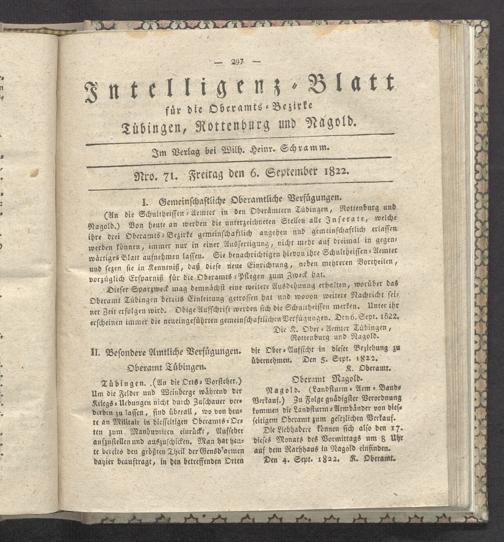 — 297 —
Intelligenz-Blatt
für die Oberamts-Bezirke
Tübingen, Rottenburg und Nagold.
Im Verlag bei Wilh. Heinr. Schramm.
Nro. 71. Freitag den 6. September 1822.
I. Gemeinschaftliche Oberamtliche Verfügungen.
(An die Schultheissen-Aemter in den Oberämtern Tübingen, Rottenburg und
Nagold.) Von heute an werden die unterzeichneten Stellen alle Inserate, welche
ihre drei Oberamts-Bezirke gemeinschaftlich angehen und gemeinschaftlich erlassen
werden können, immer nur in einer Ausfertigung, nicht mehr auf dreimal in gegen-
wärtiges Blatt aufnehmen lassen. Sie benachrichtigen hievon ihre Schultheissen-Aemter
und sezen sie in Kenntniß, daß diese neue Einrichtung, neben mehreren Vortheilen,
vorzüglich Ersparniß für die Oberamts-Pflegen zum Zweck hat.
Dieser Sparzweck mag demnächst eine weitere Ausdehnung erhalten, worüber das
Oberamt Tübingen bereits Einleitung getroffen hat und wovon weitere Nachricht sei-
ner Zeit erfolgen wird. Obige Aufschrift werden sich die Schultheissen merken. Unter ihr
erscheinen immer die neueingeführten gemeinschaftlichen Verfügungen. Den 6. Sept. 1822.
Die K. Ober-Aemter Tübingen,
Rottenburg und Nagold.
II. Besondere Amtliche Verfügungen.
Oberamt Tübingen.
Tübingen. (An die Orts-Vorsteher.)
Um die Felder und Weinberge während der
Kriegs-Uebungen nicht durch Zuschauer ver-
derben zu lassen, sind überall, wo von heu-
te an Militair in diesseitigen Oberamts-Or-
ten zum Manövriren einrückt, Aufseher
aufzustellen und auszuschicken. Man hat heu-
te bereits den größten Theil der Gensd'armen
dazier beauftragt, in den betreffenden Orten
die Ober-Aufsicht in dieser Beziehung zu
übernehmen. Den 5. Sept. 1822.
K. Oberamt.
Oberamt Nagold.
Nagold. (Landsturm-Arm-Bands-
Verkauf.) Zu Folge gnädigster Verordnung
kommen die Landsturm-Armbänder von dies-
seitigem Oberamt zum gesezlichen Verkauf.
Die Liebhadere können sich also den 17.
dieses Monats des Vormittags um 8 Uhr
auf dem Rathhaus in Nagold einfinden.
Den 4. Sept. 1822. K. Oberamt.